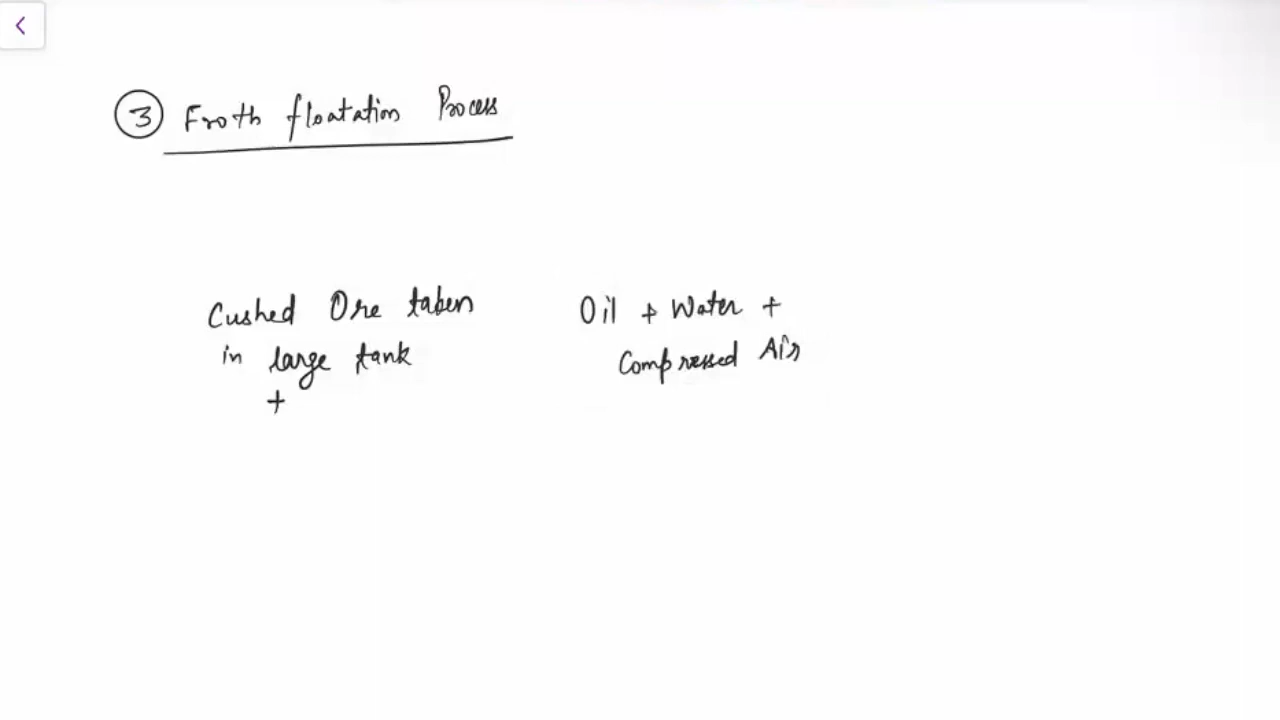 3 Froth floatation Process
Cushed Ore taken
in large tank
+
Oil + Water +
Compressed Air